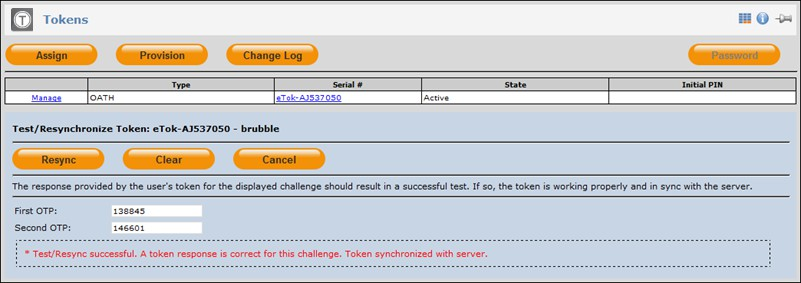 T Tokens
Assign Provision Change Log Password
Type Serial # State Initial PIN
Manage OATH eTok-AJ537050 Active
Test/Resynchronize Token: eTok-AJ537050 - brubble
Resync Clear Cancel
The response provided by the user's token for the displayed challenge should result in a successful test. If so, the token is working properly and in sync with the server.
First OTP: 138845
Second OTP: 146601
* Test/Resync successful. A token response is correct for this challenge. Token synchronized with server.